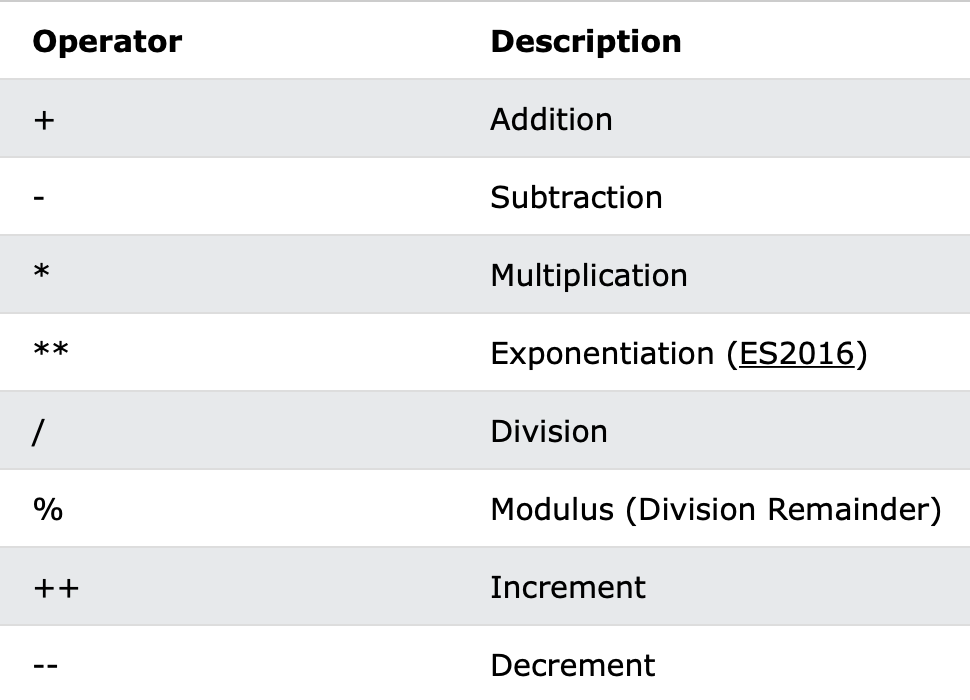 Operator Description
+ Addition
- Subtraction
* Multiplication
** Exponentiation (ES2016)
/ Division
% Modulus (Division Remainder)
++ Increment
-- Decrement